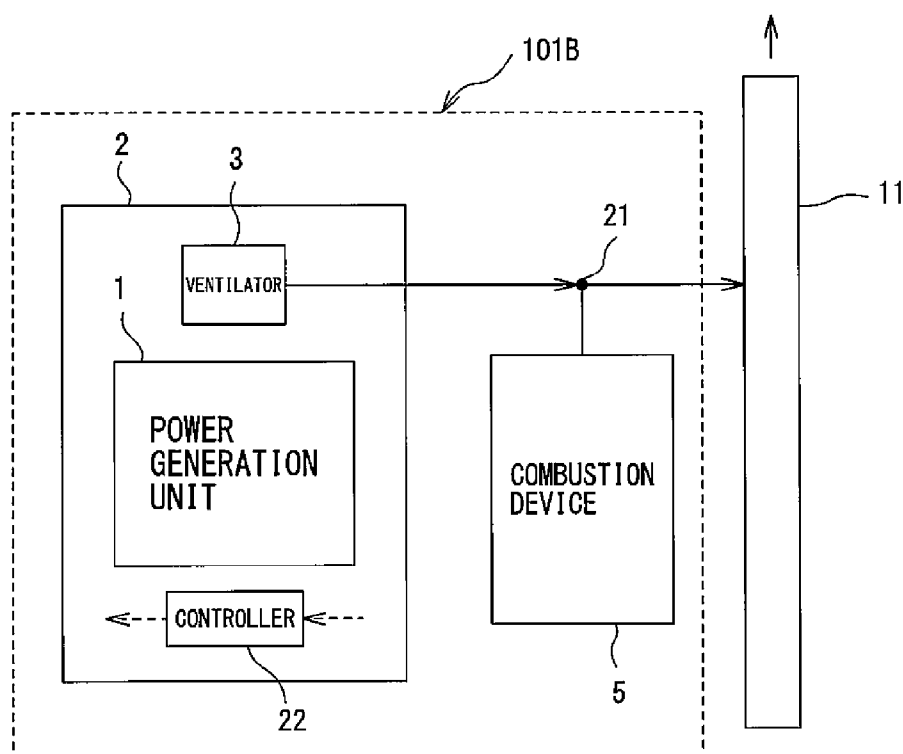 101B
2
3
21
11
VENTILATOR
1
POWER
GENERATION
UNIT
COMBUSTION
DEVICE
CONTROLLER
22
5